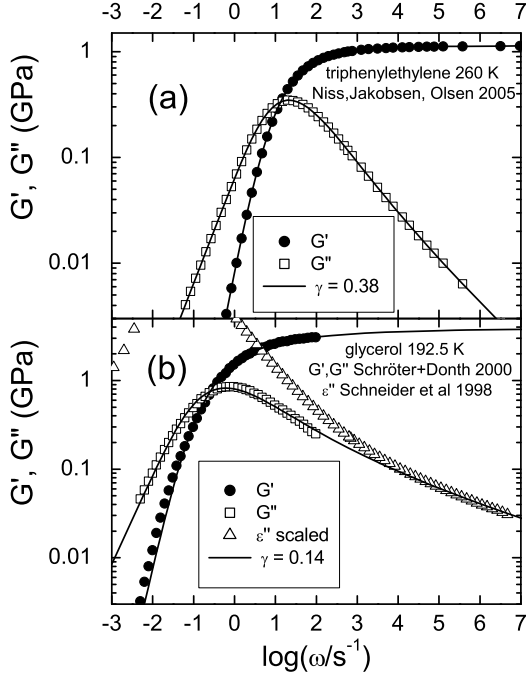 -3 -2 -1 0 1 2 3 4 5 6 7
1
0.1
0.01
G', G" (GPa)
(a)
triphenylethylene 260 K
Niss,Jakobsen, Olsen 2005
G'
G"
γ = 0.38
(b)
glycerol 192.5 K
G',G" Schröter+Donth 2000
ε" Schneider et al 1998
1
0.1
0.01
G', G" (GPa)
G'
G"
ε" scaled
γ = 0.14
-3 -2 -1 0 1 2 3 4 5 6 7
log(ω/s⁻¹)